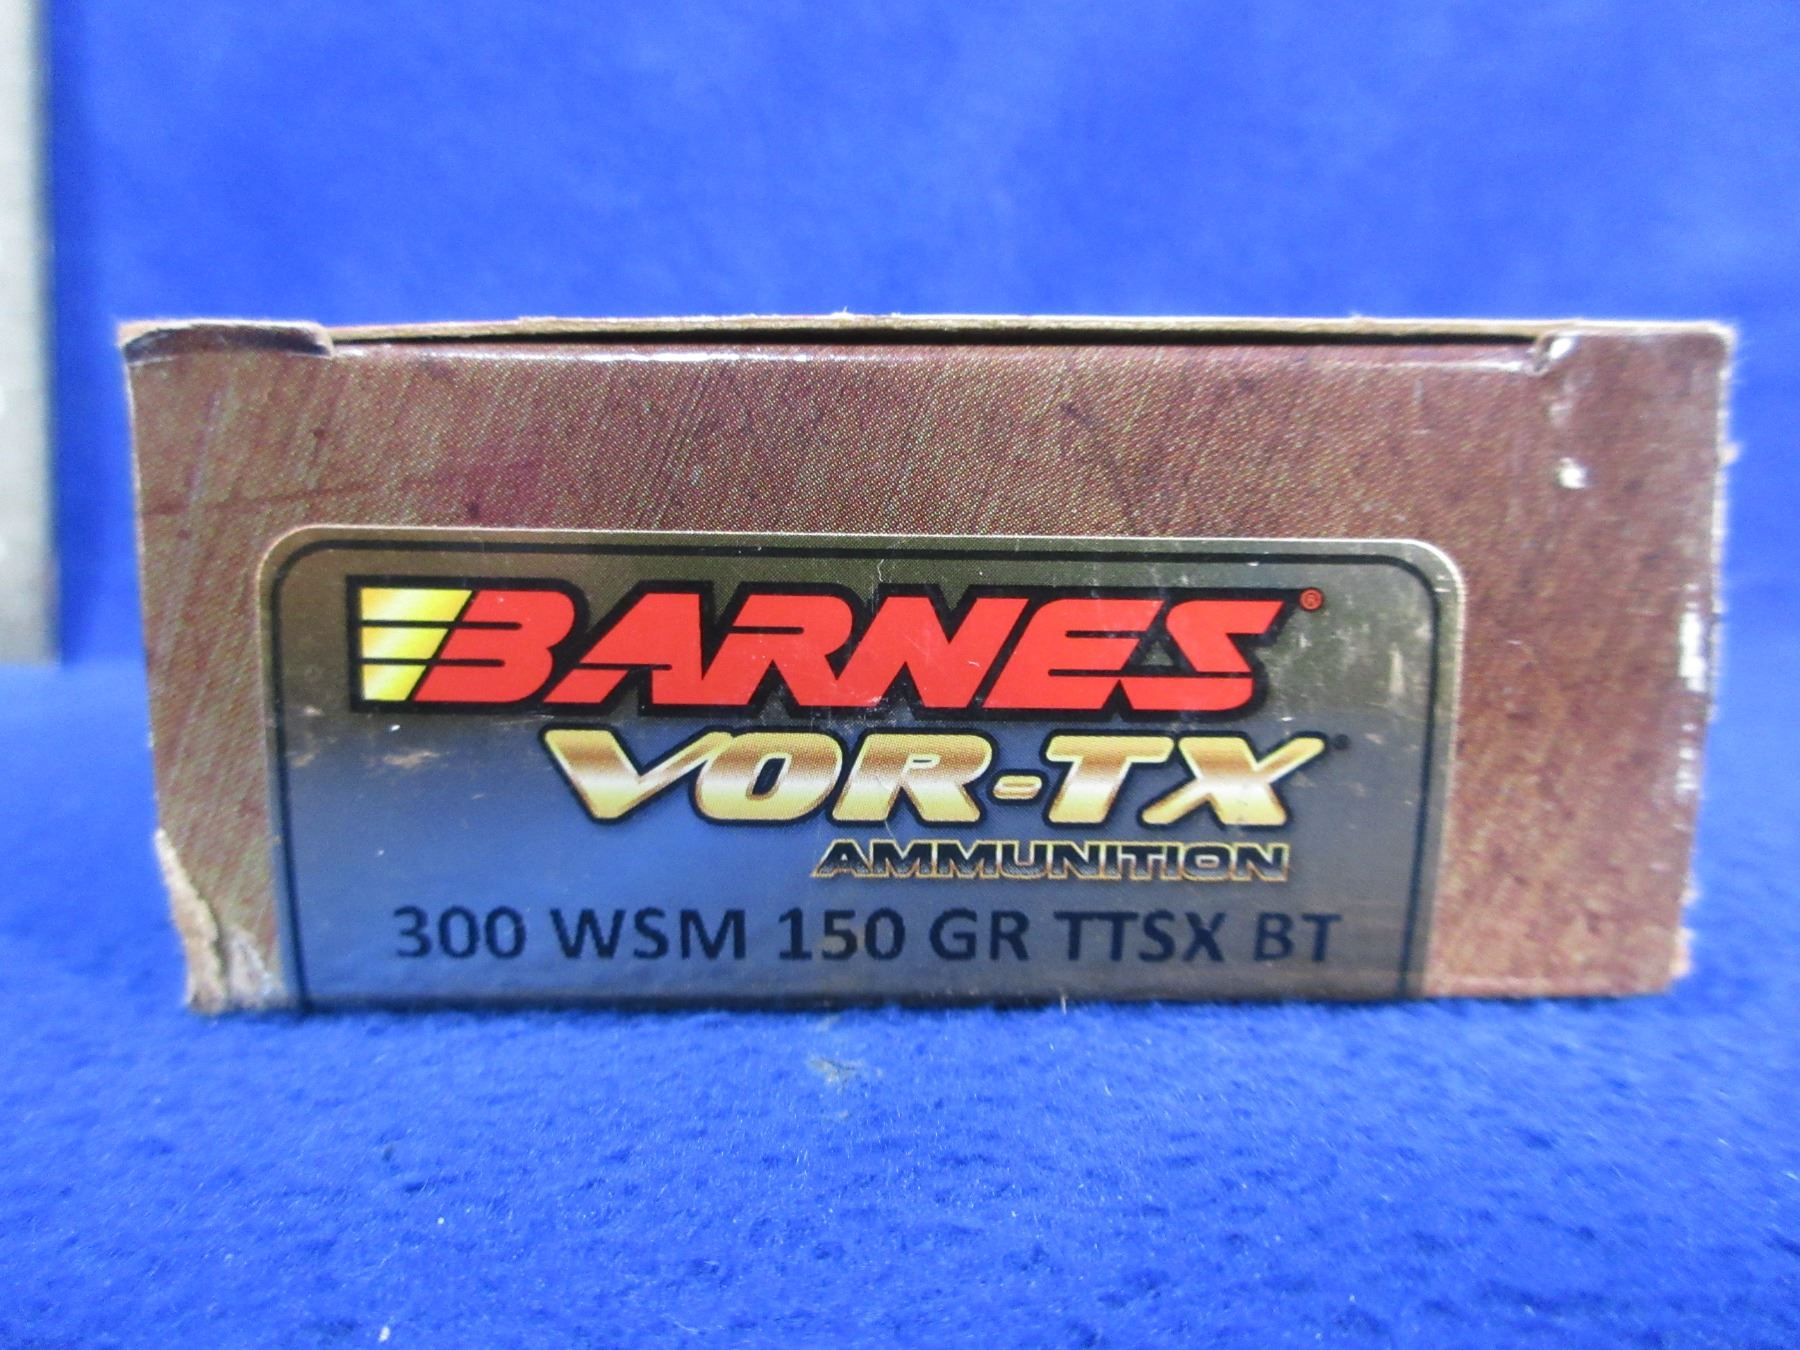 BARNES®
VOR-TX
AMMUNITION
300 WSM 150 GR TTSX BT